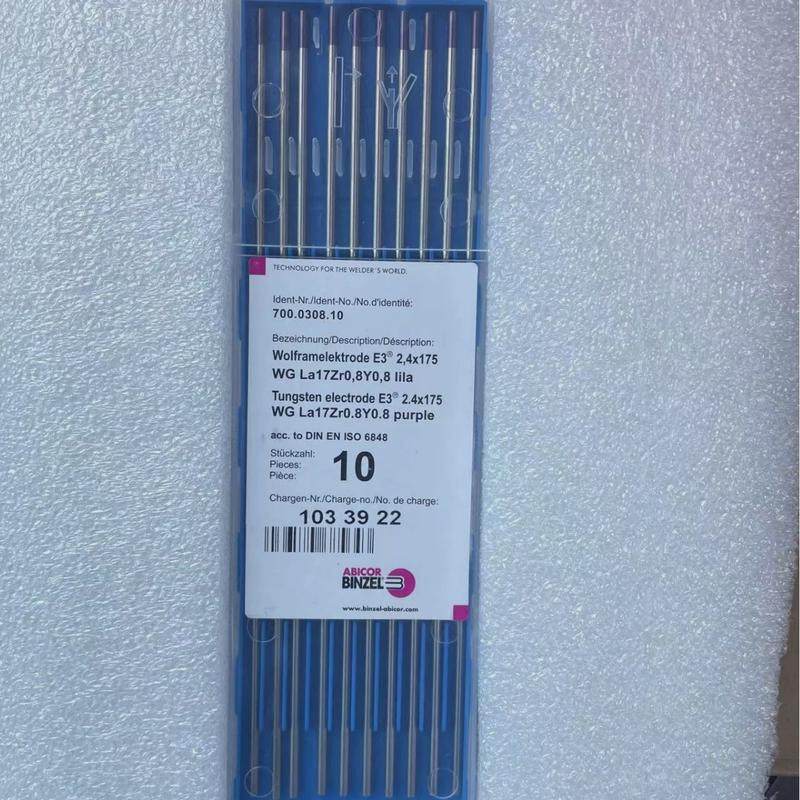 TECHNOLOGY FOR THE WELDER'S WORLD.
Ident-Nr./Ident-No./No.d'identité:
700.0308.10
Bezeichnung/Description/Déscription:
Wolframelektrode E3® 2,4x175
WG La17Zr0,8Y0,8 lila
Tungsten electrode E3® 2.4x175
WG La17Zr0.8Y0.8 purple
acc. to DIN EN ISO 6848
Stückzahl:
Pieces:
Pièce:
10
Chargen-Nr./Charge-no./No. de charge:
103 39 22
ABICOR
BINZEL
www.binzel-abicor.com